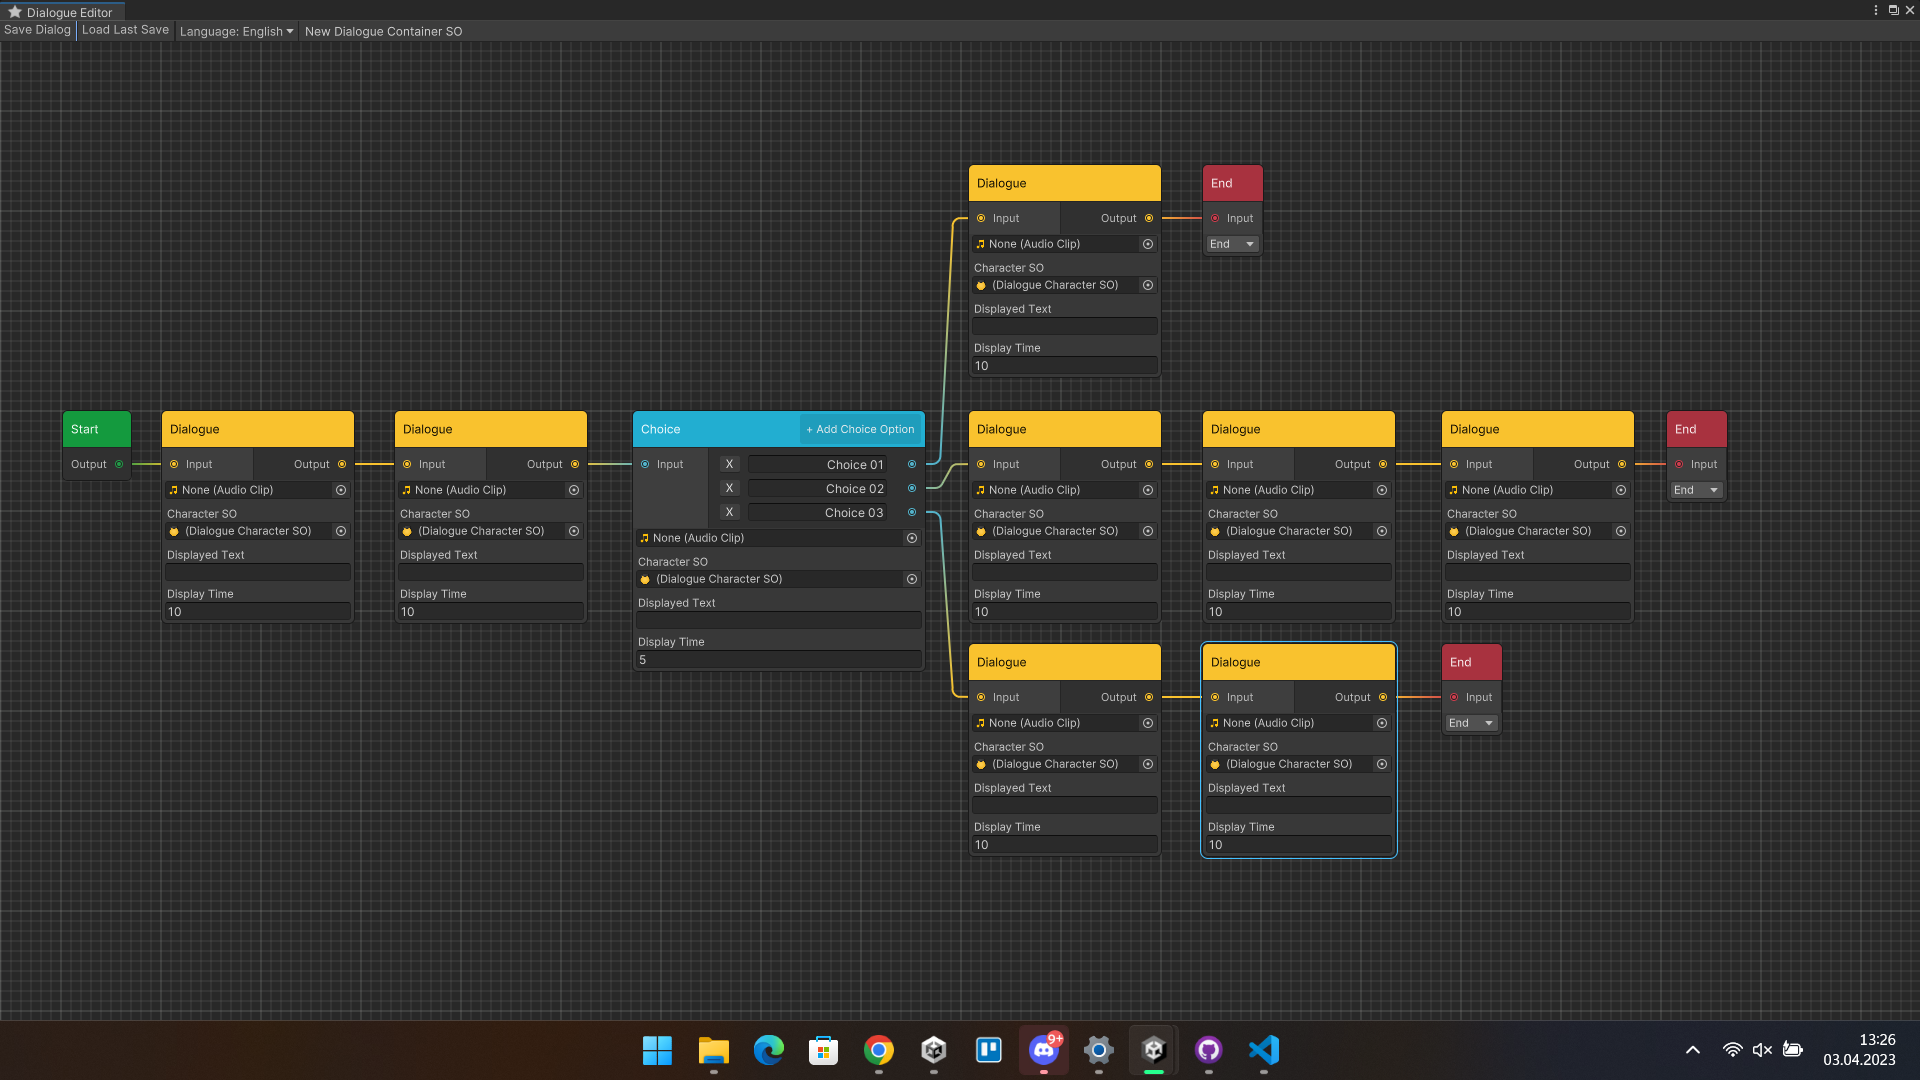 Dialogue Editor
Save Dialog Load Last Save Language: English New Dialogue Container SO
Dialogue
Input Output
None (Audio Clip)
Character SO
(Dialogue Character SO)
Displayed Text
Display Time
10
End
Input
End
Start
Output
Dialogue
Input Output
None (Audio Clip)
Character SO
(Dialogue Character SO)
Displayed Text
Display Time
10
Dialogue
Input Output
None (Audio Clip)
Character SO
(Dialogue Character SO)
Displayed Text
Display Time
10
Choice + Add Choice Option
Input X Choice 01
X Choice 02
X Choice 03
None (Audio Clip)
Character SO
(Dialogue Character SO)
Displayed Text
Display Time
5
Dialogue
Input Output
None (Audio Clip)
Character SO
(Dialogue Character SO)
Displayed Text
Display Time
10
Dialogue
Input Output
None (Audio Clip)
Character SO
(Dialogue Character SO)
Displayed Text
Display Time
10
Dialogue
Input Output
None (Audio Clip)
Character SO
(Dialogue Character SO)
Displayed Text
Display Time
10
End
Input
End
Dialogue
Input Output
None (Audio Clip)
Character SO
(Dialogue Character SO)
Displayed Text
Display Time
10
Dialogue
Input Output
None (Audio Clip)
Character SO
(Dialogue Character SO)
Displayed Text
Display Time
10
End
Input
End
9+
13:26
03.04.2023